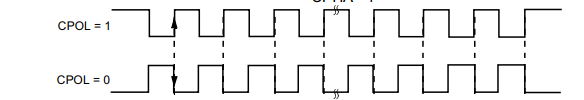 CPOL = 1
CPOL = 0